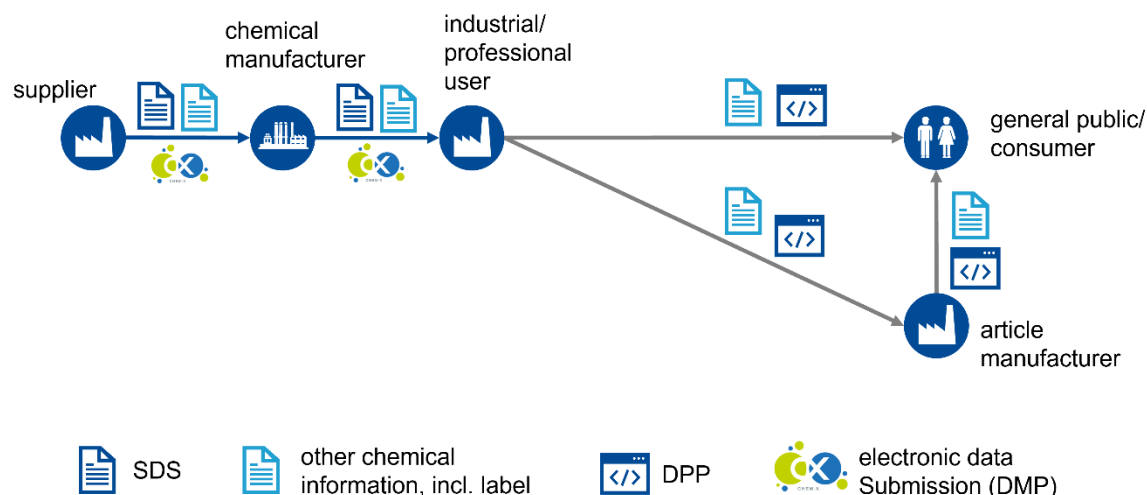 supplier
chemical
manufacturer
industrial/
professional
user
general public/
consumer
article
manufacturer
SDS
other chemical
information, incl. label
DPP
electronic data
Submission (DMP)
CHEM-X